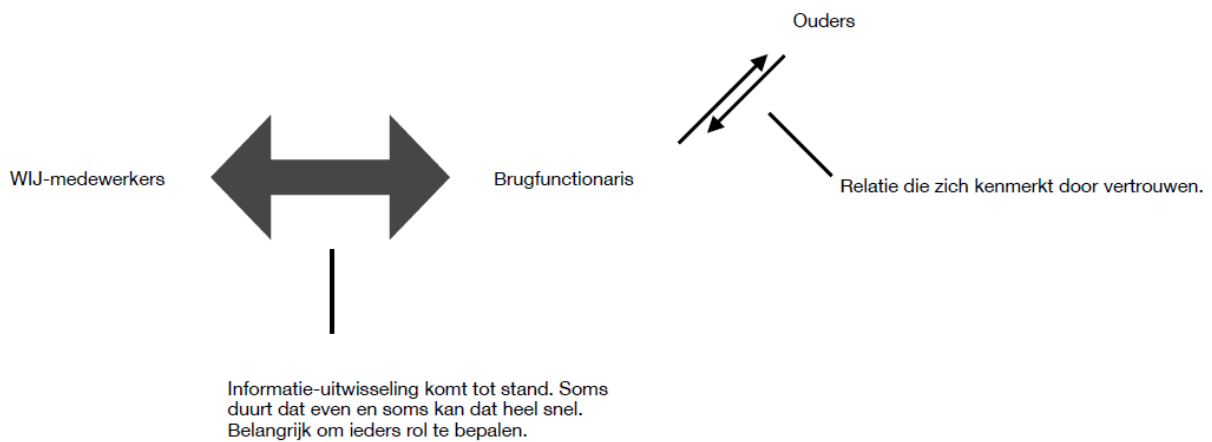 Ouders
WIJ-medewerkers
Brugfunctionaris
Relatie die zich kenmerkt door vertrouwen.
Informatie-uitwisseling komt tot stand. Soms
duurt dat even en soms kan dat heel snel.
Belangrijk om ieders rol te bepalen.